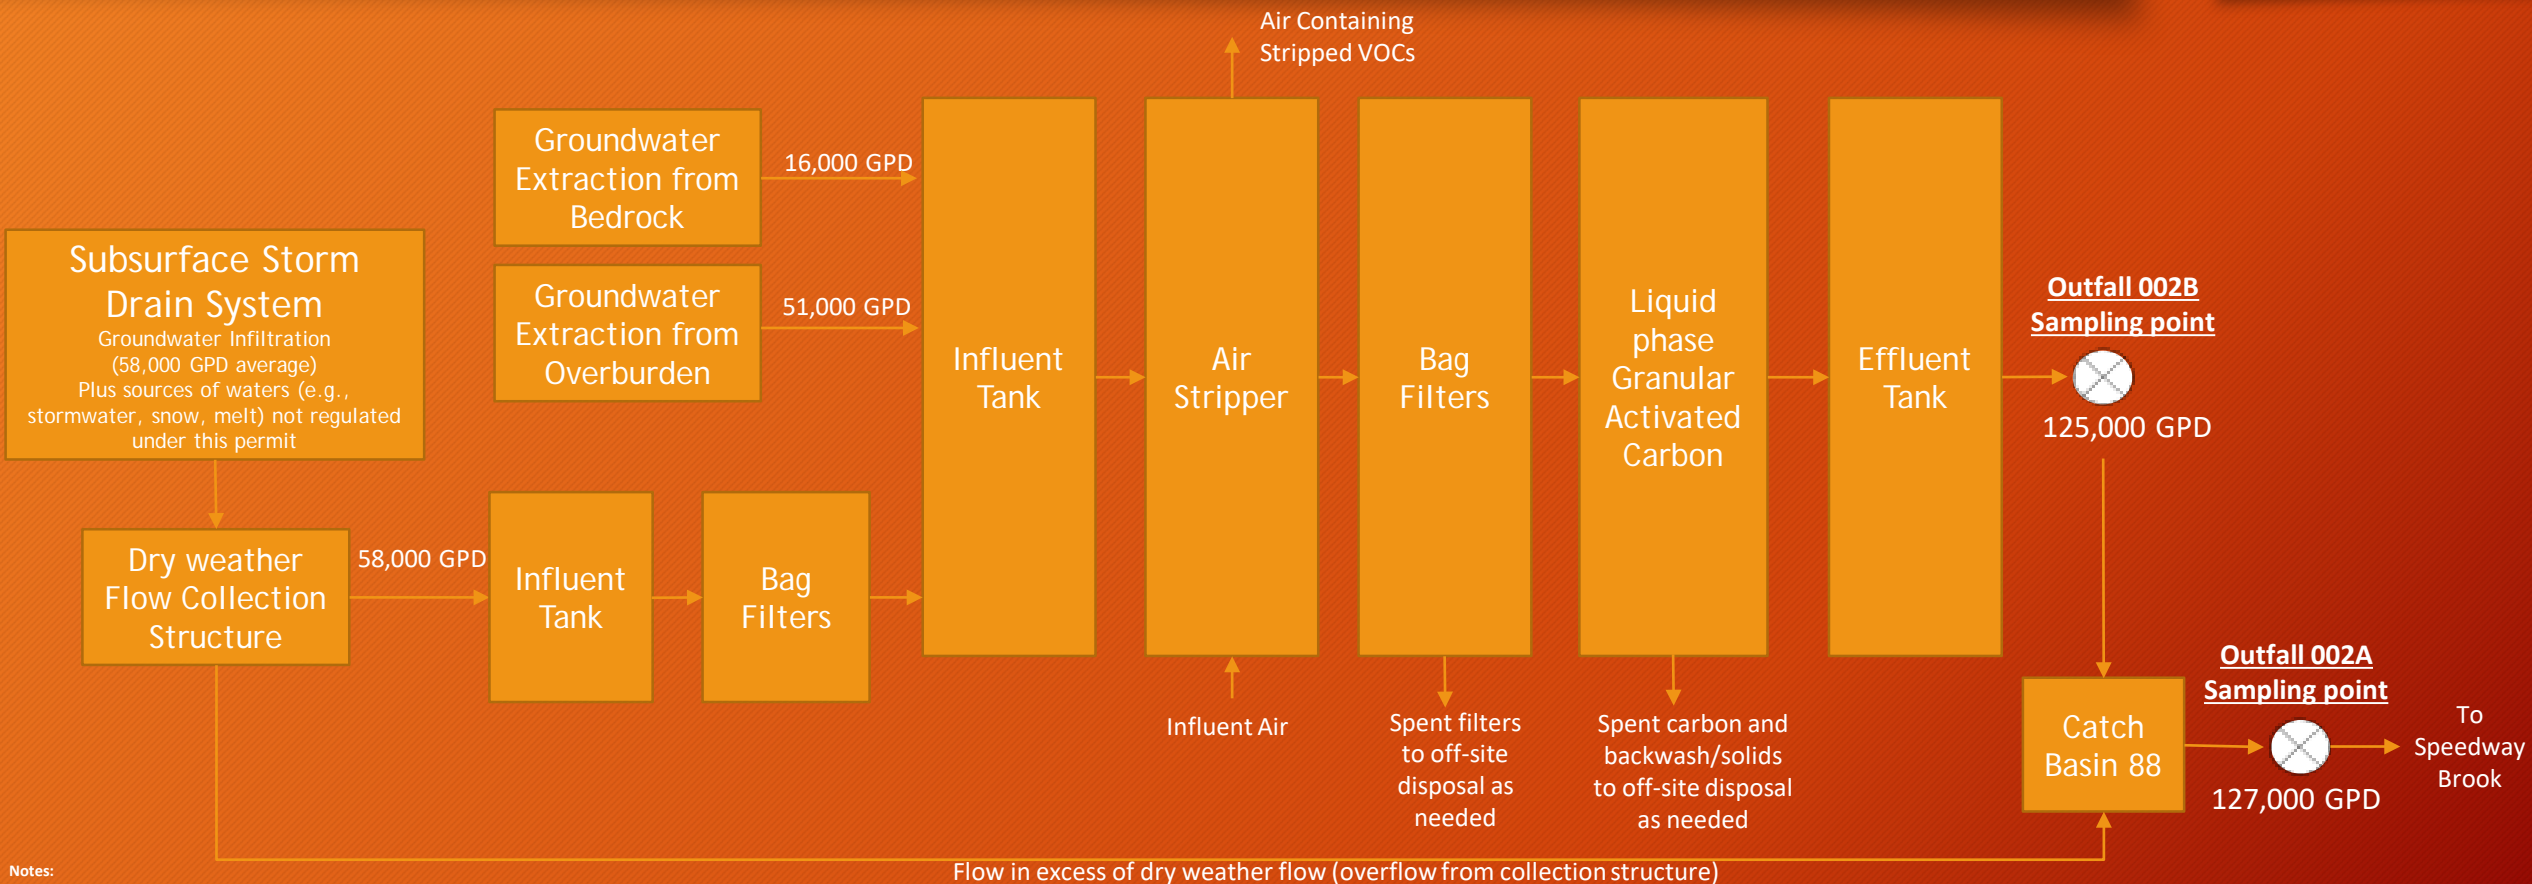 Air Containing
Stripped VOCs
Groundwater
Extraction from
Bedrock
16,000 GPD
Groundwater
Extraction from
Overburden
51,000 GPD
Subsurface Storm
Drain System
Groundwater Infiltration
(58,000 GPD average)
Plus sources of waters (e.g.,
stormwater, snow, melt) not regulated
under this permit
Dry weather
Flow Collection
Structure
58,000 GPD
Influent
Tank
Bag
Filters
Influent
Tank
Air
Stripper
Bag
Filters
Liquid
phase
Granular
Activated
Carbon
Effluent
Tank
Outfall 002B
Sampling point
125,000 GPD
Influent Air
Spent filters
to off-site
disposal as
needed
Spent carbon and
backwash/solids
to off-site disposal
as needed
Catch
Basin 88
Outfall 002A
Sampling point
127,000 GPD
To
Speedway
Brook
Flow in excess of dry weather flow (overflow from collection structure)
Notes: